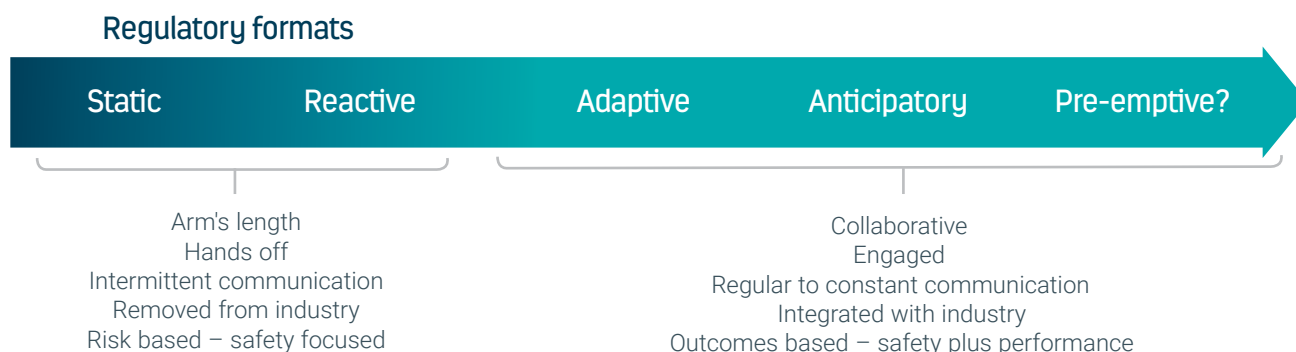 Regulatory formats
Static Reactive Adaptive Anticipatory Pre-emptive?
Arm's length
Hands off
Intermittent communication
Removed from industry
Risk based – safety focused
Collaborative
Engaged
Regular to constant communication
Integrated with industry
Outcomes based – safety plus performance